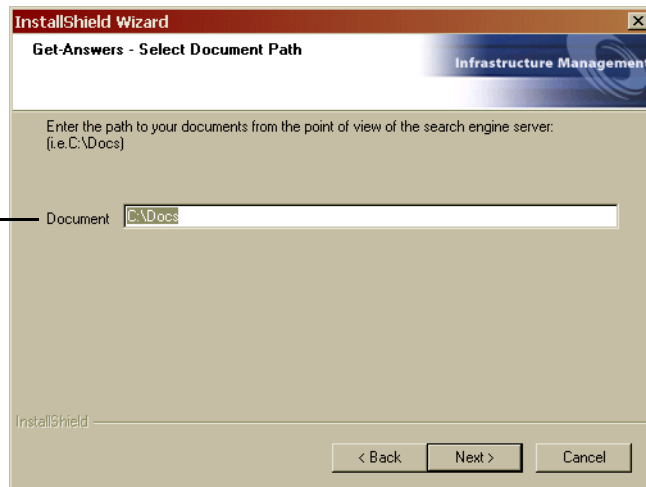 InstallShield Wizard
Get-Answers - Select Document Path
Infrastructure Management
Enter the path to your documents from the point of view of the search engine server:
(i.e.C:\Docs)
Document C:\Docs
InstallShield
< Back Next > Cancel